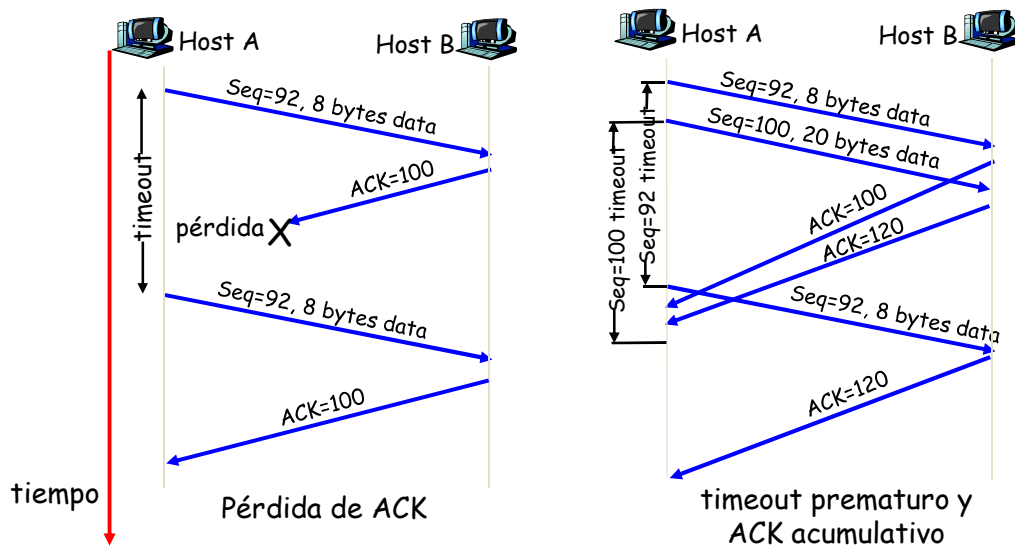 Host A
Host B
Seq=92, 8 bytes data
timeout
ACK=100
pérdida
X
Seq=92, 8 bytes data
ACK=100
tiempo
Pérdida de ACK
Host A
Host B
Seq=92, 8 bytes data
Seq=100, 20 bytes data
Seq=92 timeout
Seq=100 timeout
ACK=100
ACK=120
Seq=92, 8 bytes data
ACK=120
timeout prematuro y
ACK acumulativo